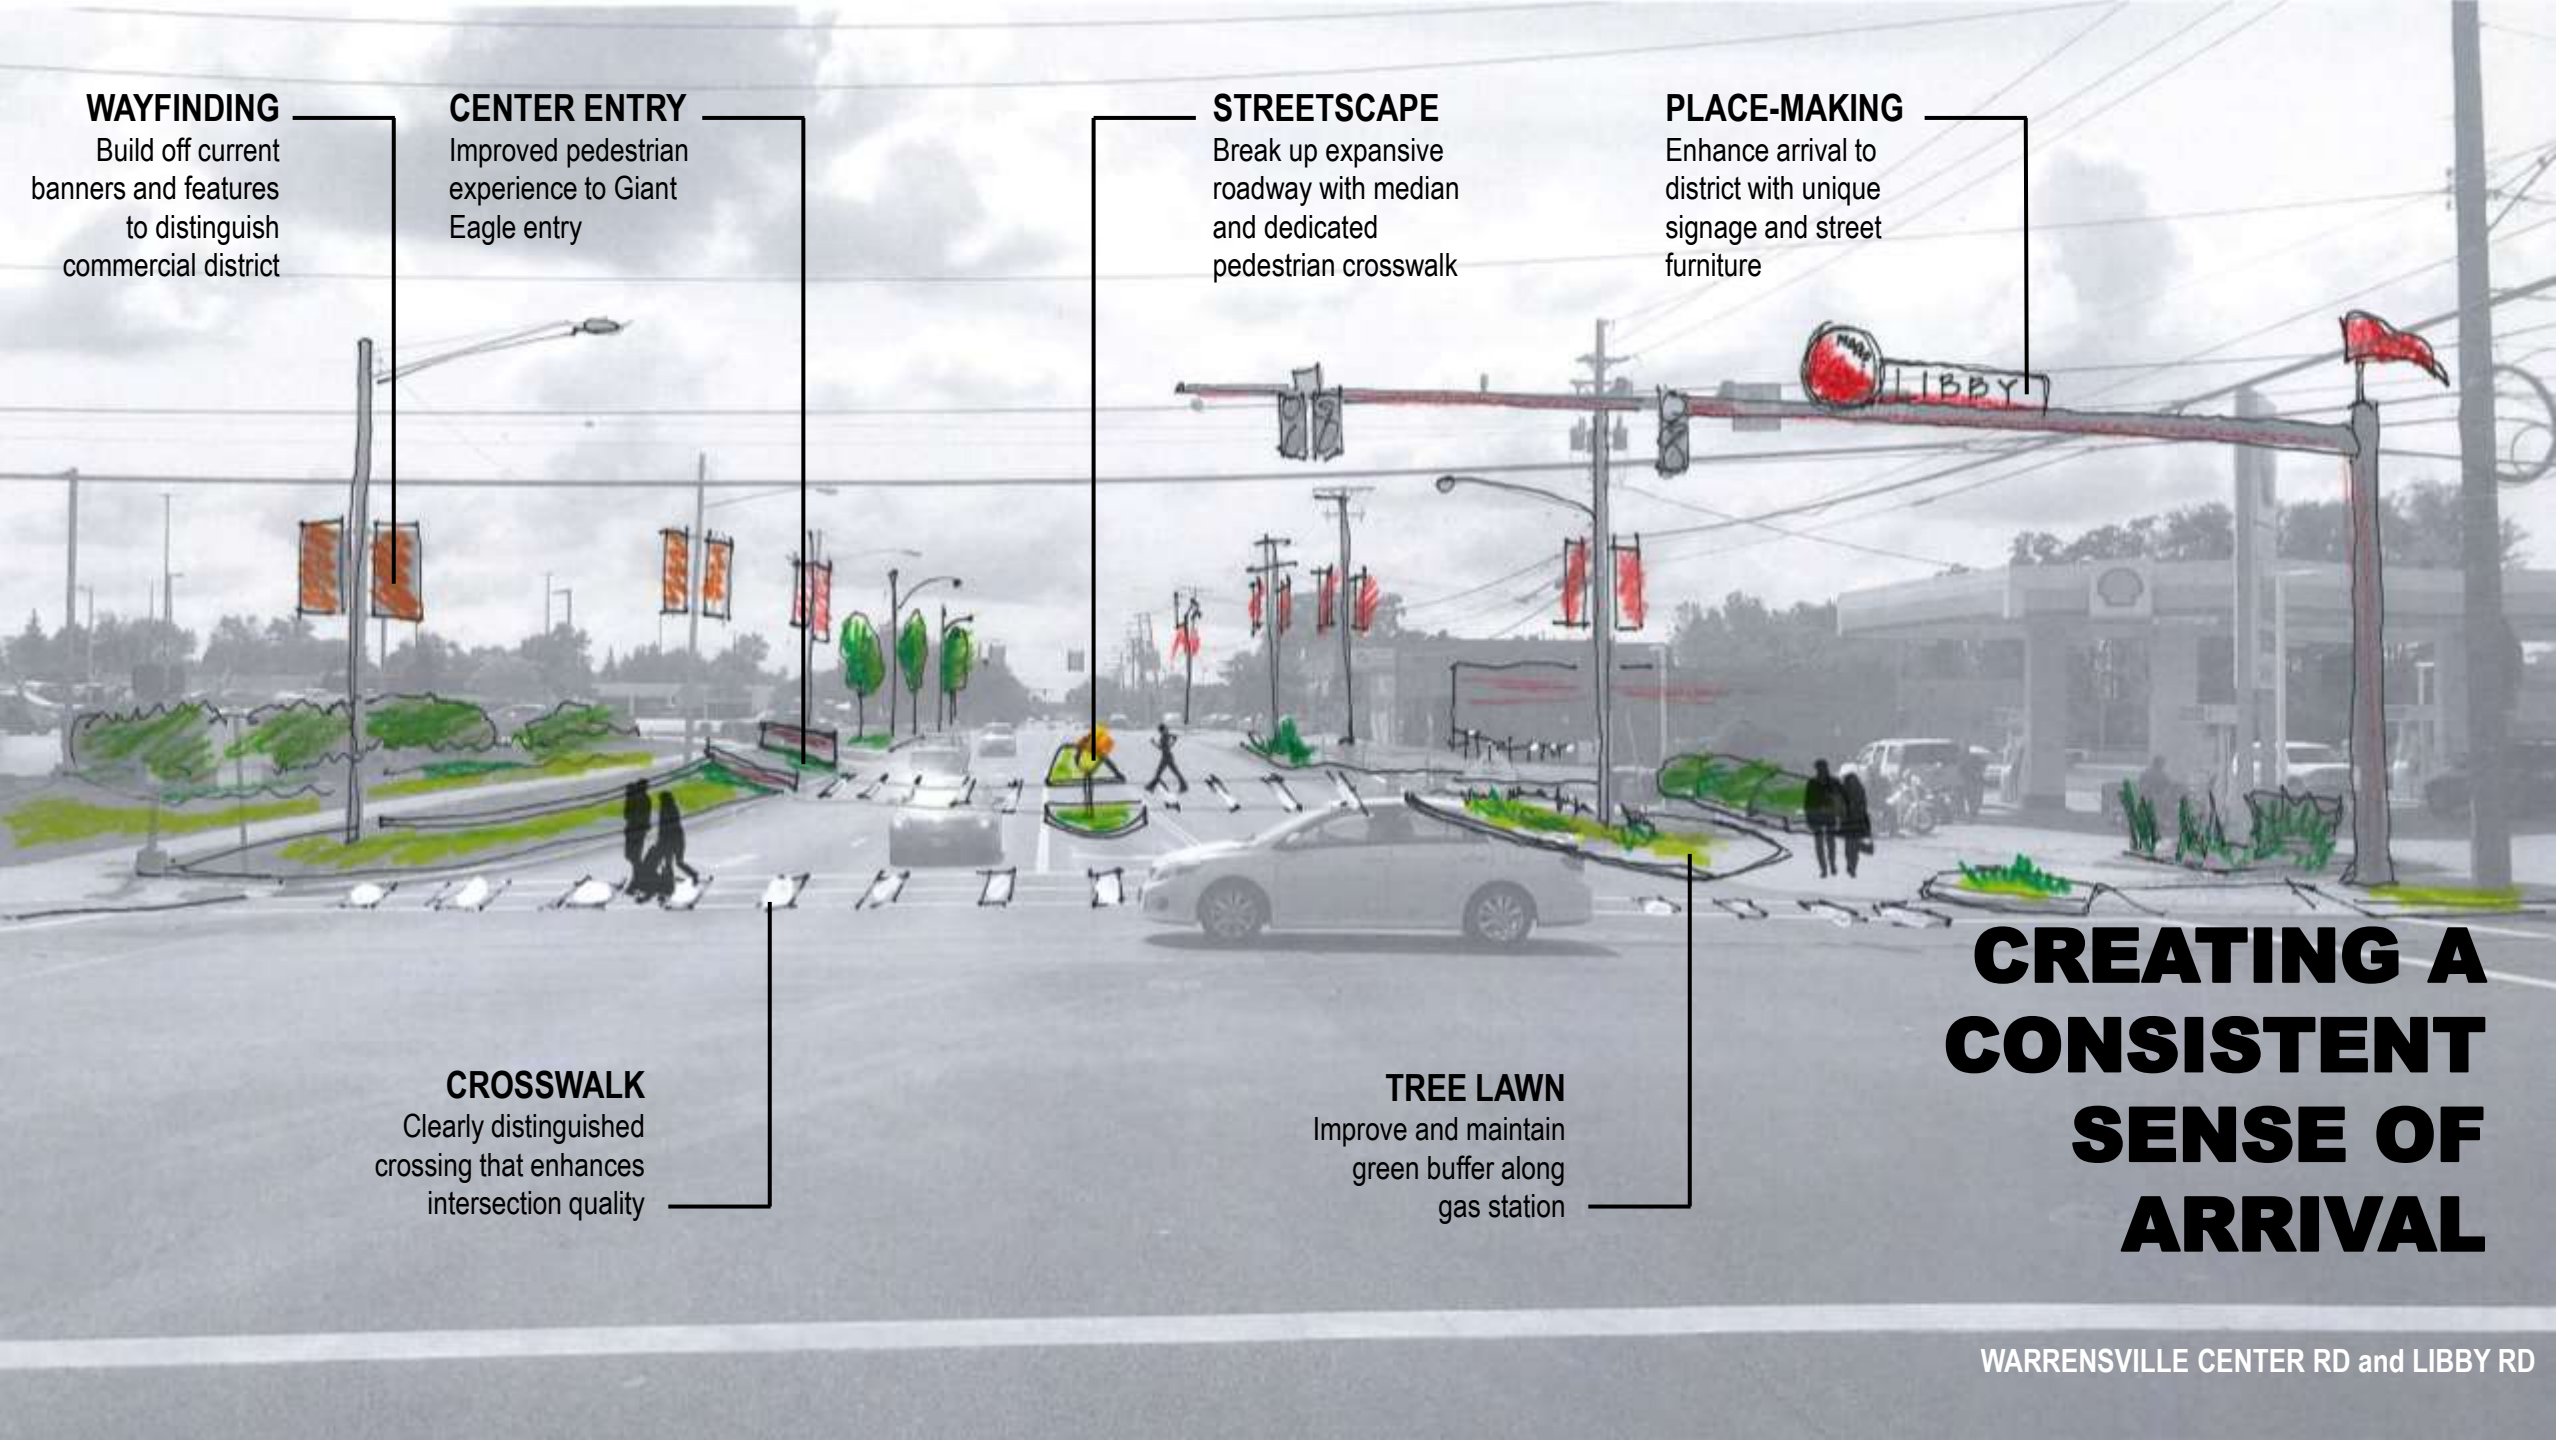 WAYFINDING
Build off current
banners and features
to distinguish
commercial district
CENTER ENTRY
Improved pedestrian
experience to Giant
Eagle entry
STREETSCAPE
Break up expansive
roadway with median
and dedicated
pedestrian crosswalk
PLACE-MAKING
Enhance arrival to
district with unique
signage and street
furniture
LIBBY
CROSSWALK
Clearly distinguished
crossing that enhances
intersection quality
TREE LAWN
Improve and maintain
green buffer along
gas station
CREATING A
CONSISTENT
SENSE OF
ARRIVAL
WARRENSVILLE CENTER RD and LIBBY RD